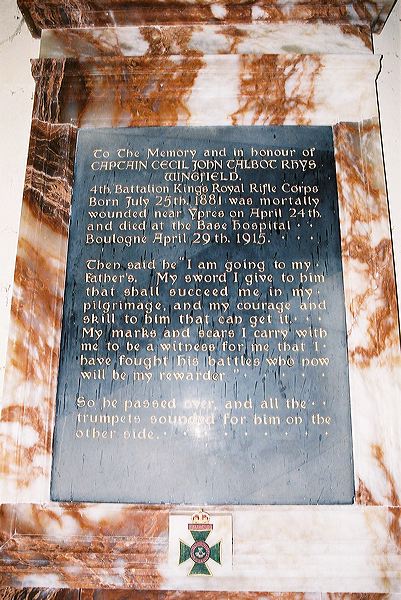 To The Memory and in honour of
CAPTAIN CECIL JOHN TALBOT RHYS
WINGFIELD.
4th Battalion Kings Royal Rifle Corps
Born July 25th. 1881 was mortally
wounded near Ypres on April 24th.
and died at the Base hospital
Boulogne April 29th. 1915.
Then said he "I am going to my
Father's. My sword I give to him
that shall succeed me in my
pilgrimage, and my courage and
skill to him that can get it.
My marks and scars I carry with
me to be a witness for me that I
have fought his battles who now
will be my rewarder."
So he passed over, and all the
trumpets sounded for him on the
other side.